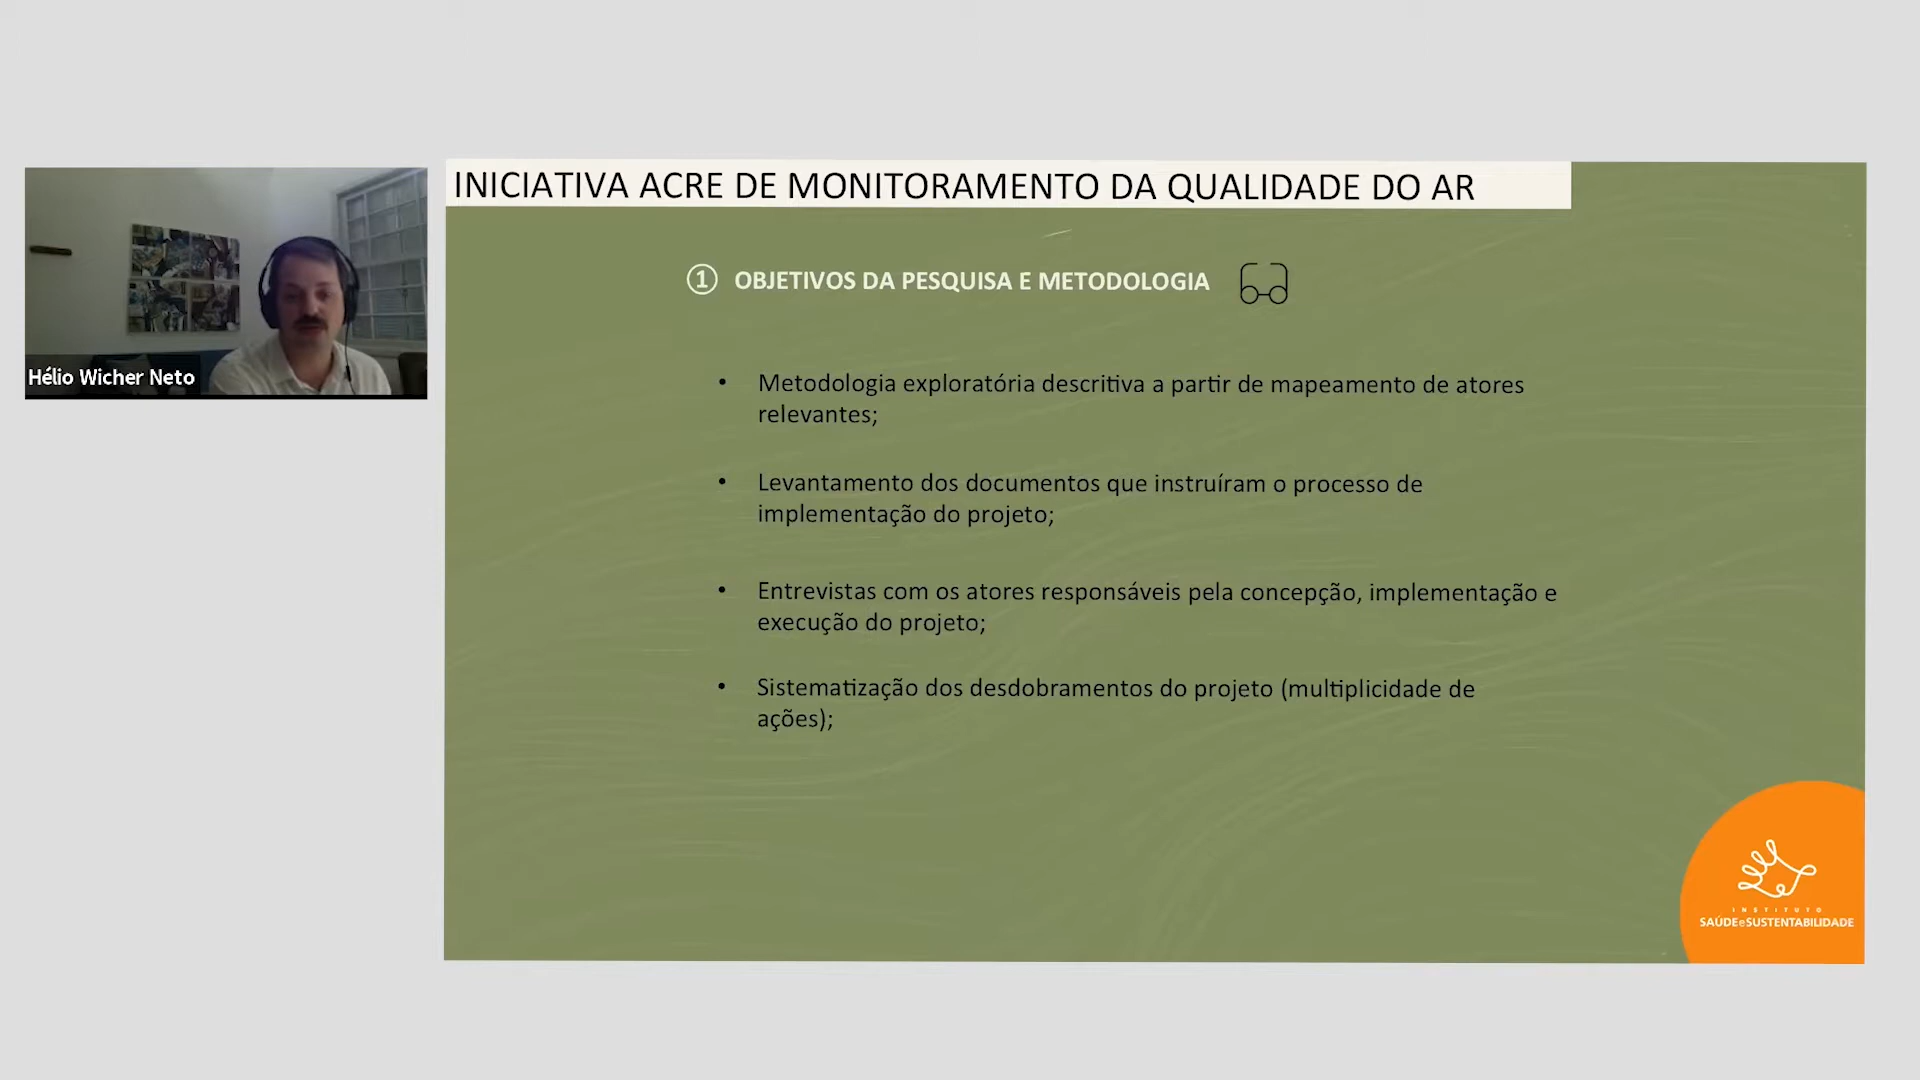 INICIATIVA ACRE DE MONITORAMENTO DA QUALIDADE DO AR
1 OBJETIVOS DA PESQUISA E METODOLOGIA
Hélio Wicher Neto
• Metodologia exploratória descritiva a partir de mapeamento de atores
relevantes;
• Levantamento dos documentos que instruíram o processo de
implementação do projeto;
• Entrevistas com os atores responsáveis pela concepção, implementação e
execução do projeto;
• Sistematização dos desdobramentos do projeto (multiplicidade de
ações);
INSTITUTO
SAÚDEeSUSTENTABILIDADE